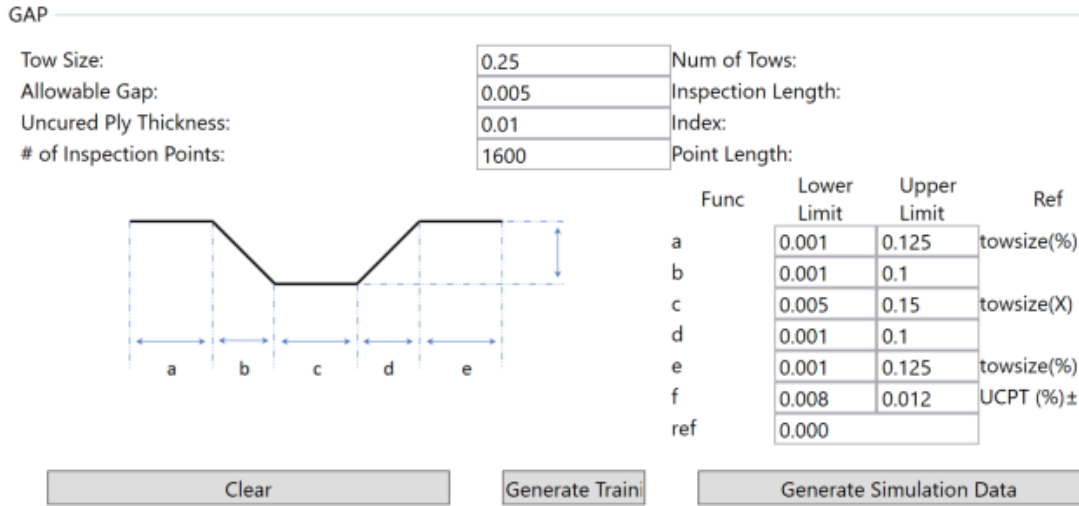 GAP
Tow Size: 0.25 Num of Tows:
Allowable Gap: 0.005 Inspection Length:
Uncured Ply Thickness: 0.01 Index:
# of Inspection Points: 1600 Point Length:
Func Lower Limit Upper Limit Ref
a 0.001 0.125 towsize(%)
b 0.001 0.1
c 0.005 0.15 towsize(X)
d 0.001 0.1
e 0.001 0.125 towsize(%)
f 0.008 0.012 UCPT (%)±
ref 0.000
a b c d e
Clear Generate Traini Generate Simulation Data